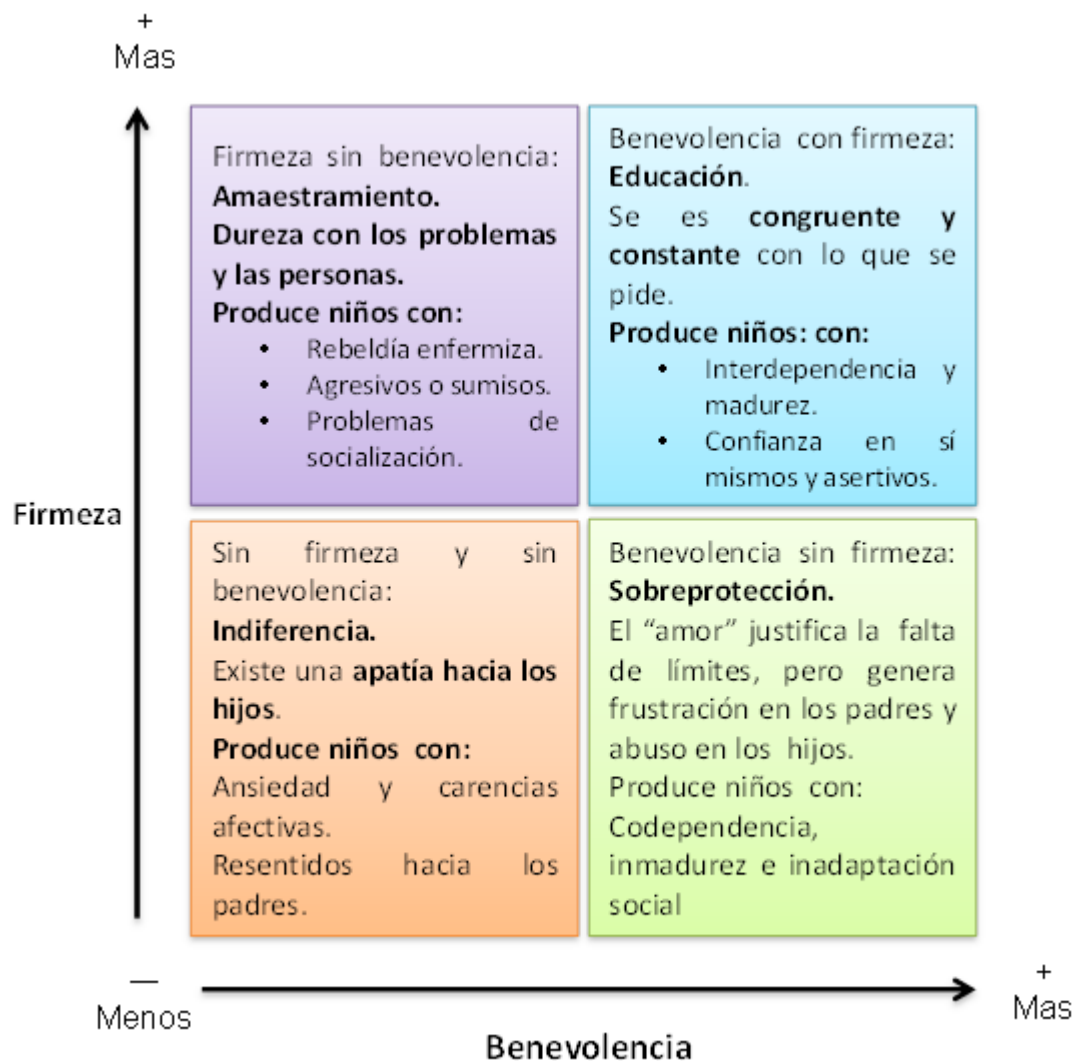 +
Mas
Firmeza sin benevolencia:
Amaestramiento.
Dureza con los problemas
y las personas.
Produce niños con:
• Rebeldía enfermiza.
• Agresivos o sumisos.
• Problemas de
socialización.
Benevolencia con firmeza:
Educación.
Se es congruente y
constante con lo que se
pide.
Produce niños: con:
• Interdependencia y
madurez.
• Confianza en sí
mismos y asertivos.
Firmeza
Sin firmeza y sin
benevolencia:
Indiferencia.
Existe una apatía hacia los
hijos.
Produce niños con:
Ansiedad y carencias
afectivas.
Resentidos hacia los
padres.
Benevolencia sin firmeza:
Sobreprotección.
El “amor” justifica la falta
de límites, pero genera
frustración en los padres y
abuso en los hijos.
Produce niños con:
Codependencia,
inmadurez e inadaptación
social
—
Menos
+
Mas
Benevolencia